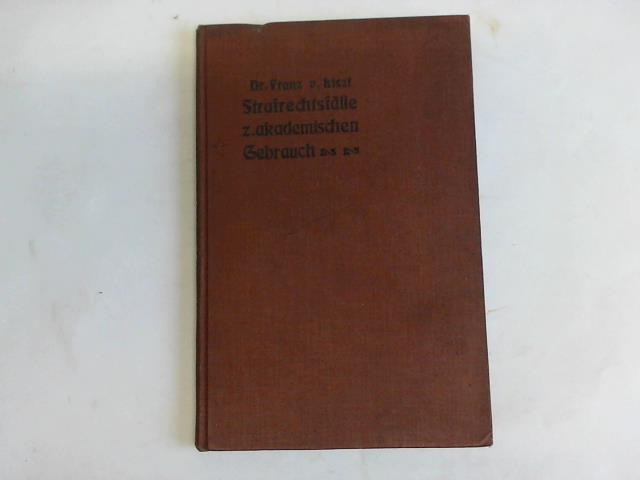 Dr. Franz v. Liszt
Strafrechtsfälle
z. akademischen
Gebrauch